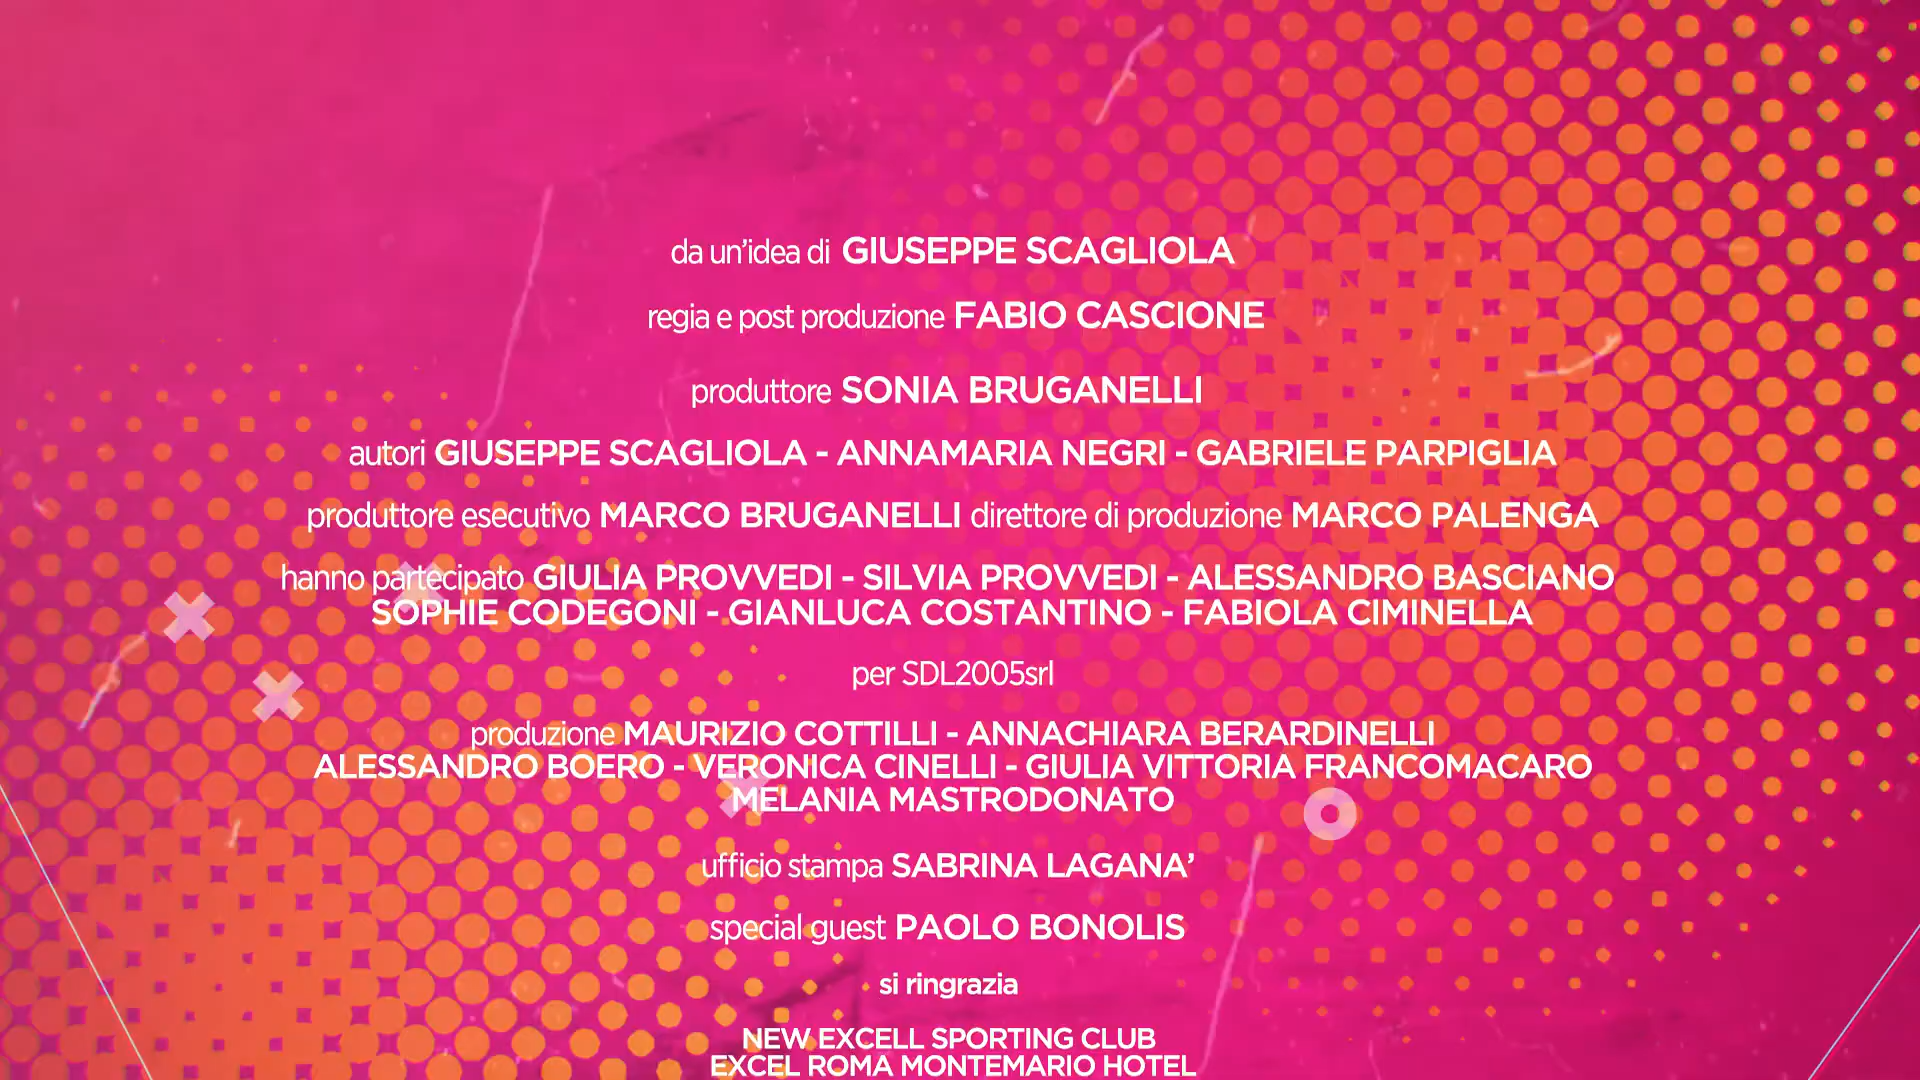 da un’idea di GIUSEPPE SCAGLIOLA
regia e post produzione FABIO CASCIONE
produttore SONIA BRUGANELLI
autori GIUSEPPE SCAGLIOLA - ANNAMARIA NEGRI - GABRIELE PARPIGLIA
produttore esecutivo MARCO BRUGANELLI direttore di produzione MARCO PALENGA
hanno partecipato GIULIA PROVVEDI - SILVIA PROVVEDI - ALESSANDRO BASCIANO
SOPHIE CODEGONI - GIANLUCA COSTANTINO - FABIOLA CIMINELLA
per SDL2005srl
produzione MAURIZIO COTTILLI - ANNACHIARA BERARDINELLI
ALESSANDRO BOERO - VERONICA CINELLI - GIULIA VITTORIA FRANCOMACARO
MELANIA MASTRODONATO
ufficio stampa SABRINA LAGANA’
special guest PAOLO BONOLIS
si ringrazia
NEW EXCELL SPORTING CLUB
EXCEL ROMA MONTEMARIO HOTEL